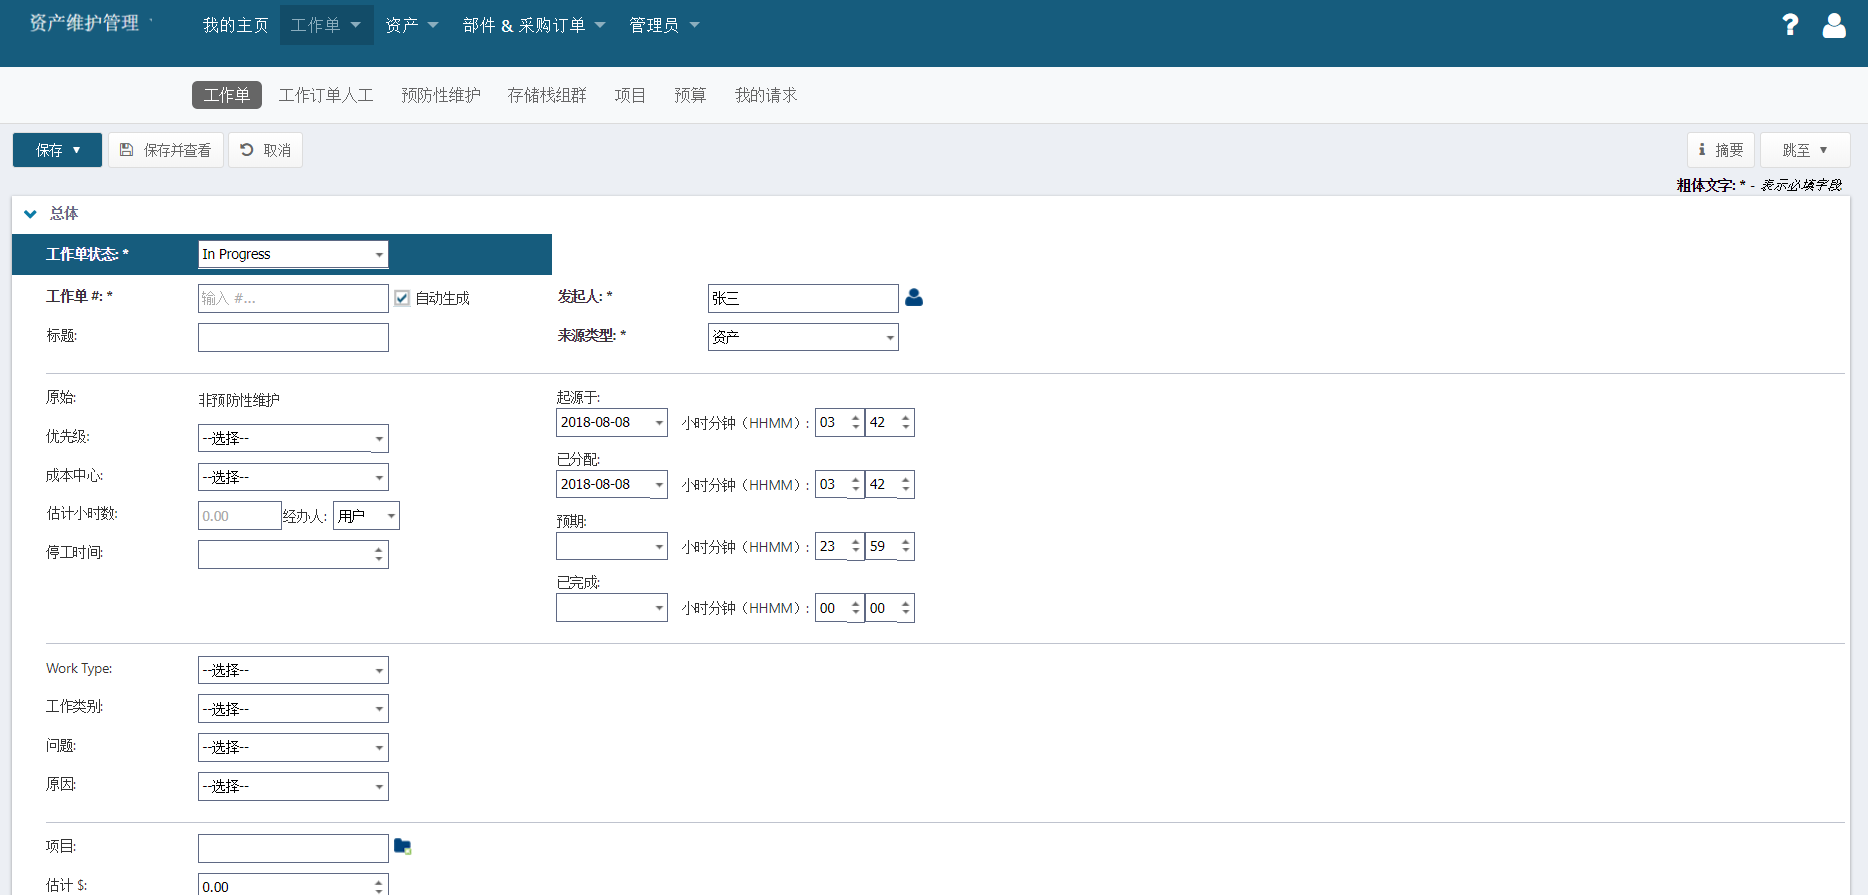 资产维护管理 我的主页 工作单 资产 部件 & 采购订单 管理员
工作单 工作订单人工 预防性维护 存储栈组群 项目 预算 我的请求
保存 保存并查看 取消 摘要 跳至
粗体文字: * - 表示必填字段
总体
工作单状态: * In Progress
工作单 #: * 输入 #... 自动生成 发起人: * 张三
标题: 来源类型: * 资产
原始: 非预防性维护 起源于:
2018-08-08 小时分钟（HHMM）: 03 42
优先级: --选择--
已分配:
成本中心: --选择-- 2018-08-08 小时分钟（HHMM）: 03 42
估计小时数: 0.00 经办人: 用户 预期:
停工时间: 小时分钟（HHMM）: 23 59
已完成:
小时分钟（HHMM）: 00 00
Work Type: --选择--
工作类别: --选择--
问题: --选择--
原因: --选择--
项目:
估计 $: 0.00